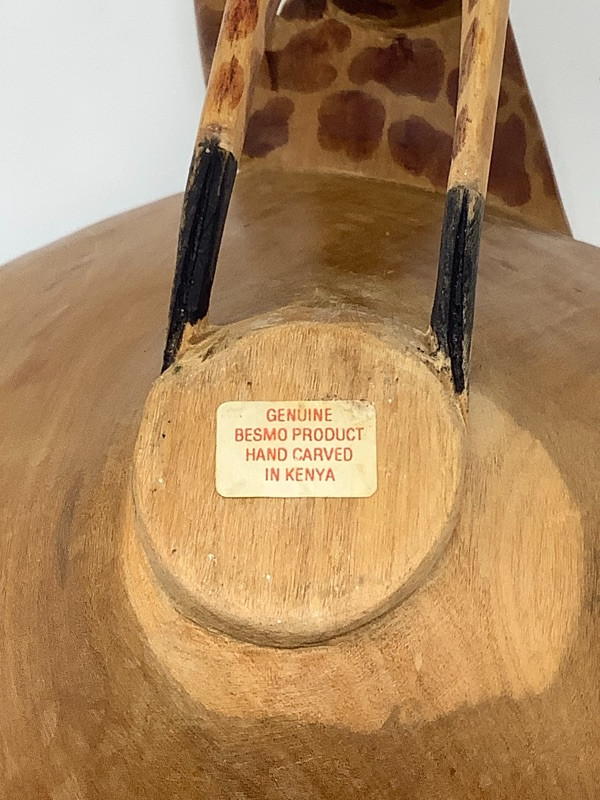 GENUINE
BESMO PRODUCT
HAND CARVED
IN KENYA